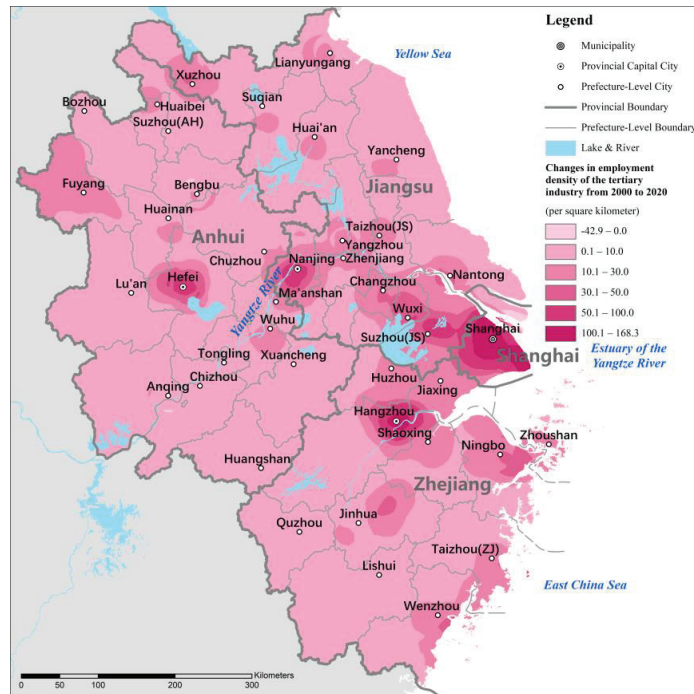 Yellow Sea
Lianyungang
Xuzhou
Suqian
Bozhou
Huaibei
Suzhou(AH)
Huai'an
Yancheng
Jiangsu
Fuyang
Bengbu
Huainan
Anhui
Taizhou(JS)
Yangzhou
Chuzhou
Nanjing
Zhenjiang
Nantong
Lu'an
Hefei
Yangtze River
Ma'anshan
Changzhou
Wuxi
Wuhu
Suzhou(JS)
Shanghai
Shanghai
Estuary of the
Yangtze River
Tongling
Xuancheng
Huzhou
Chizhou
Anqing
Jiaxing
Hangzhou
Shaoxing
Zhoushan
Ningbo
Huangshan
Zhejiang
Jinhua
Quzhou
Taizhou(ZJ)
Lishui
East China Sea
Wenzhou
Legend
Municipality
Provincial Capital City
Prefecture-Level City
Provincial Boundary
Prefecture-Level Boundary
Lake & River
Changes in employment
density of the tertiary
industry from 2000 to 2020
(per square kilometer)
-42.9 – 0.0
0.1 – 10.0
10.1 – 30.0
30.1 – 50.0
50.1 – 100.0
100.1 – 168.3
Kilometers
0 50 100 200 300